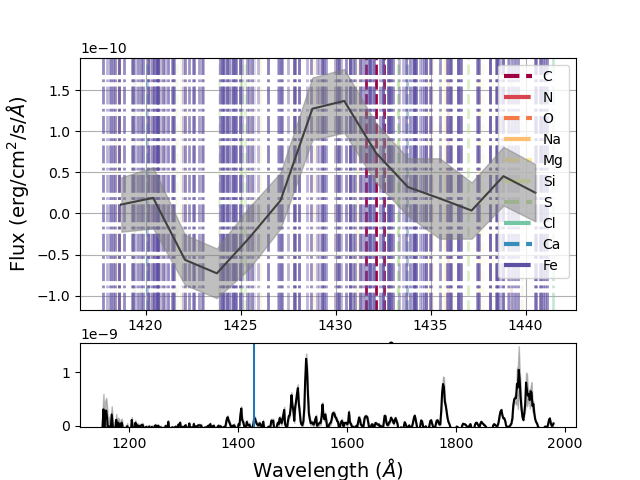 1e−10
Flux (erg/cm²/s/Å)
1.5
1.0
0.5
0.0
−0.5
−1.0
1420
1425
1430
1435
1440
C
N
O
Na
Mg
Si
S
Cl
Ca
Fe
1e−9
1
0
1200
1400
1600
1800
2000
Wavelength (Å)